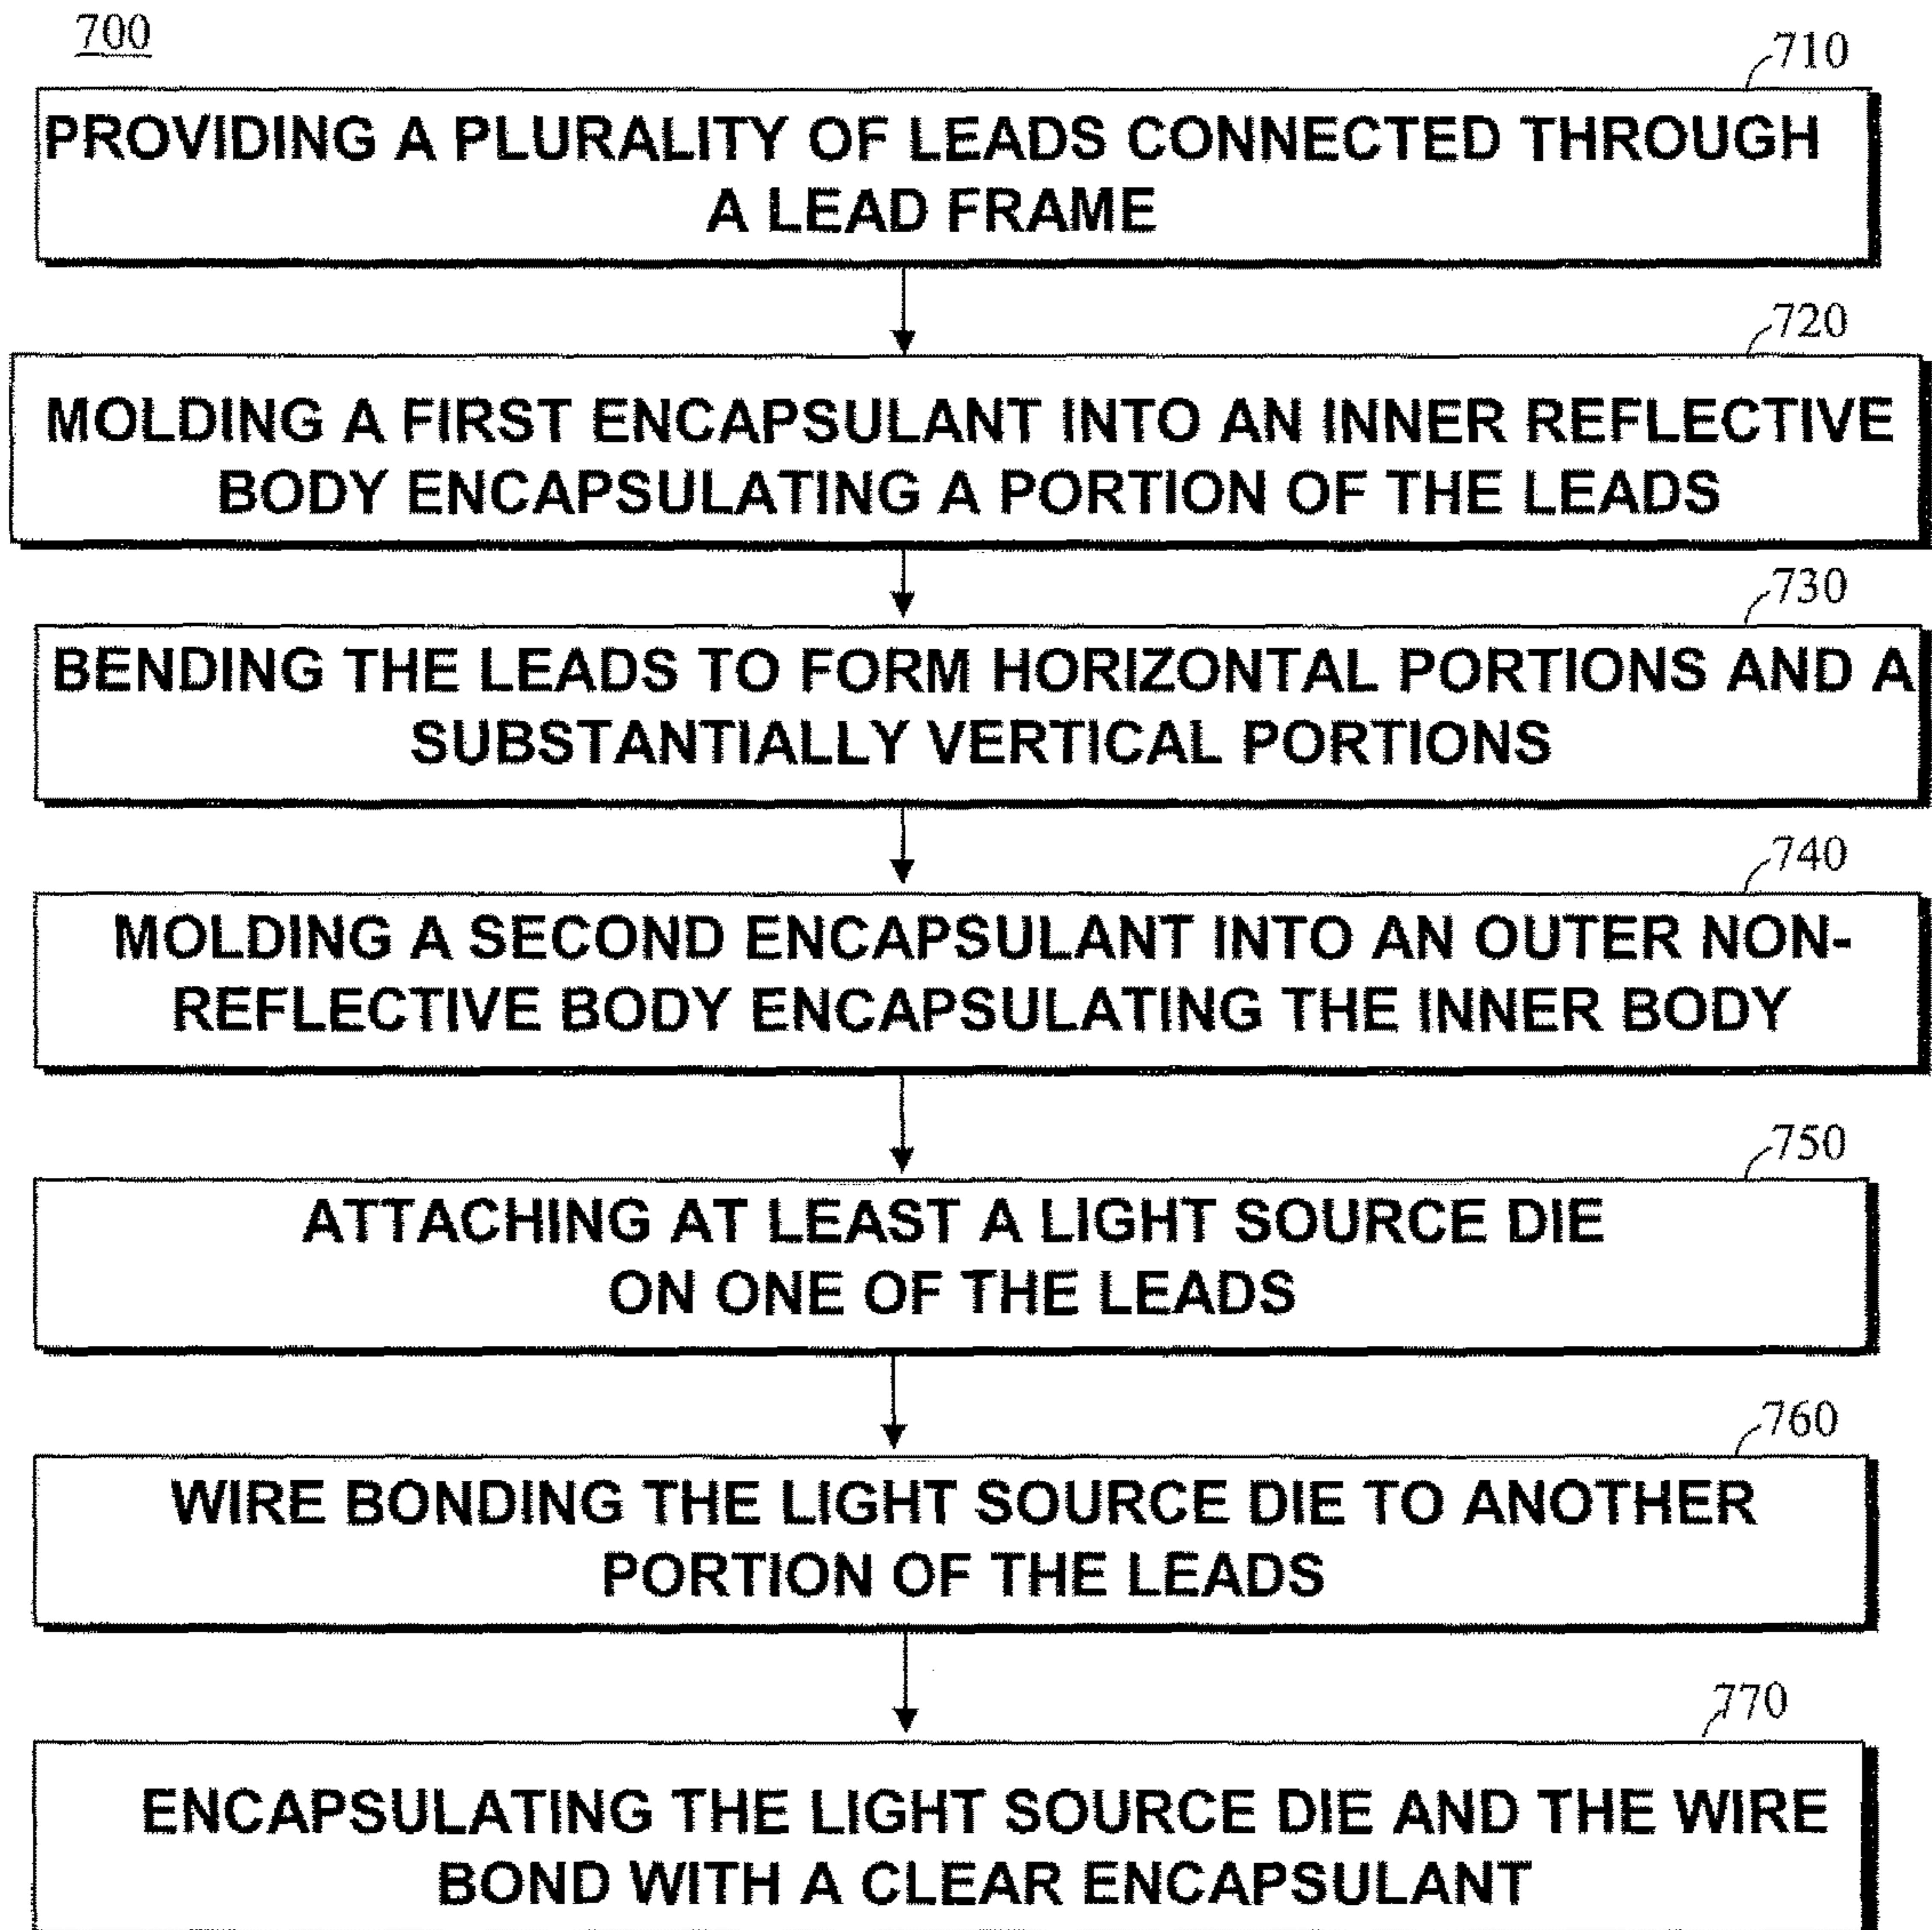 700
710
PROVIDING A PLURALITY OF LEADS CONNECTED THROUGH
A LEAD FRAME
720
MOLDING A FIRST ENCAPSULANT INTO AN INNER REFLECTIVE
BODY ENCAPSULATING A PORTION OF THE LEADS
730
BENDING THE LEADS TO FORM HORIZONTAL PORTIONS AND A
SUBSTANTIALLY VERTICAL PORTIONS
740
MOLDING A SECOND ENCAPSULANT INTO AN OUTER NON-
REFLECTIVE BODY ENCAPSULATING THE INNER BODY
750
ATTACHING AT LEAST A LIGHT SOURCE DIE
ON ONE OF THE LEADS
760
WIRE BONDING THE LIGHT SOURCE DIE TO ANOTHER
PORTION OF THE LEADS
770
ENCAPSULATING THE LIGHT SOURCE DIE AND THE WIRE
BOND WITH A CLEAR ENCAPSULANT